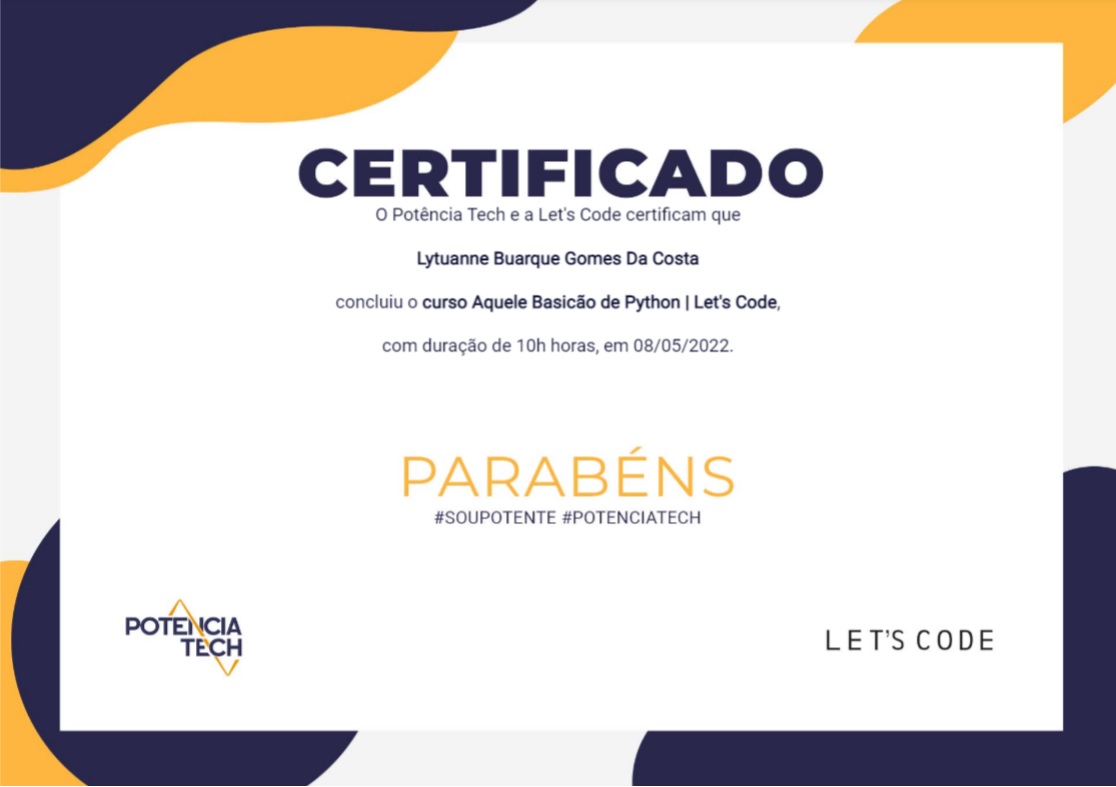 CERTIFICADO
O Potência Tech e a Let's Code certificam que
Lytuanne Buarque Gomes Da Costa
concluiu o curso Aquele Basicão de Python | Let's Code,
com duração de 10h horas, em 08/05/2022.
PARABÉNS
#SOUPOTENTE #POTENCIATECH
POTENCIA
TECH
LET'S CODE